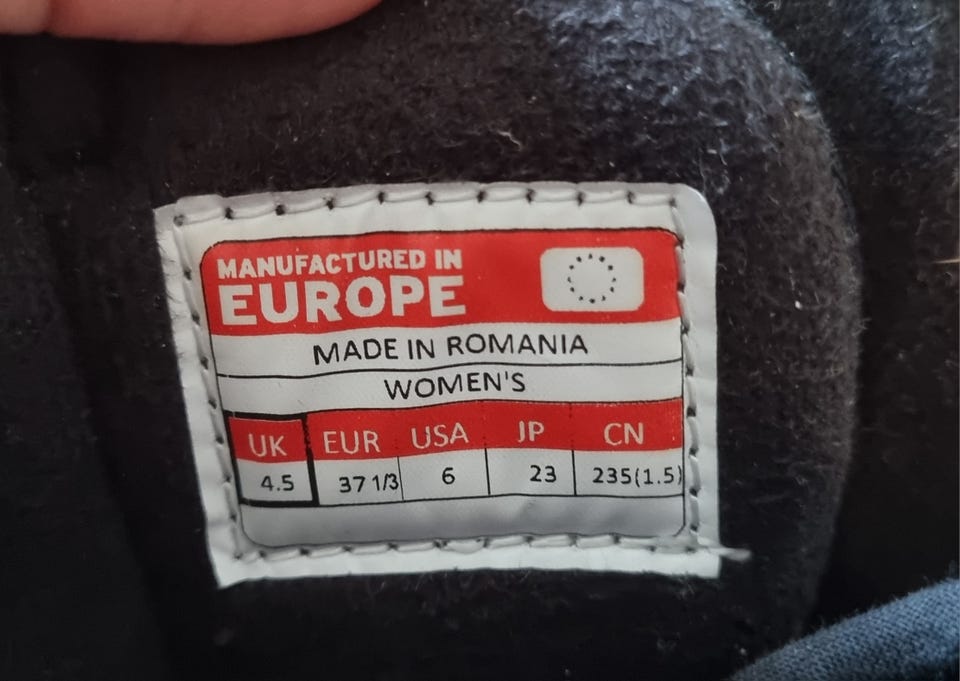 MANUFACTURED IN
EUROPE
MADE IN ROMANIA
WOMEN'S
UK EUR USA JP CN
4.5 37 1/3 6 23 235(1.5)